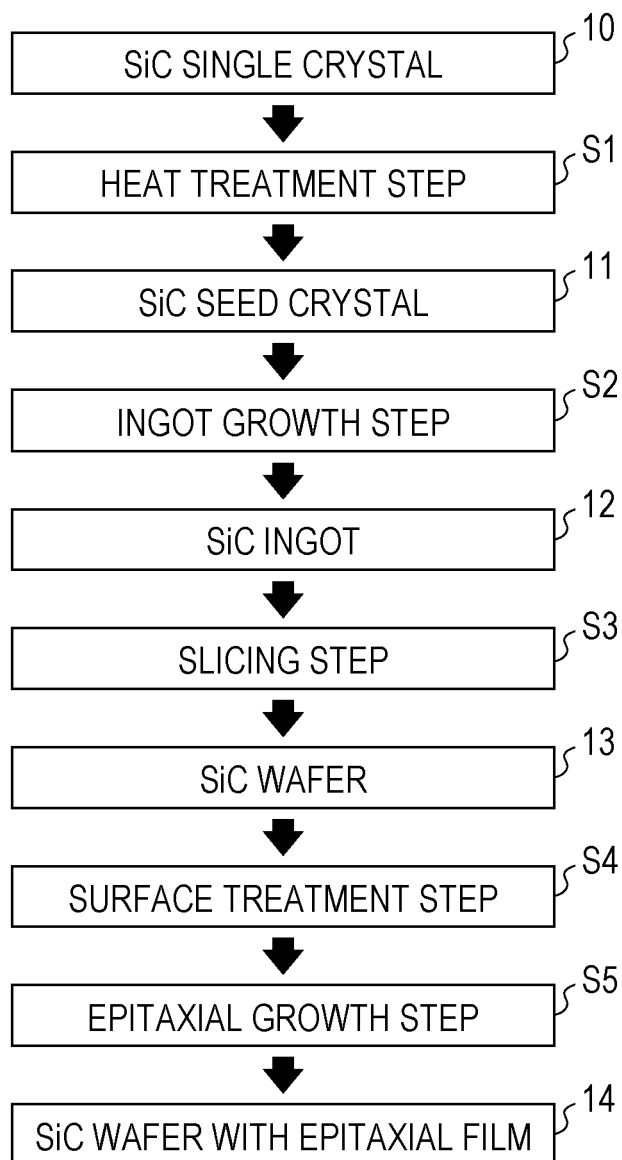 10
SiC SINGLE CRYSTAL
S1
HEAT TREATMENT STEP
11
SiC SEED CRYSTAL
S2
INGOT GROWTH STEP
12
SiC INGOT
S3
SLICING STEP
13
SiC WAFER
S4
SURFACE TREATMENT STEP
S5
EPITAXIAL GROWTH STEP
14
SiC WAFER WITH EPITAXIAL FILM